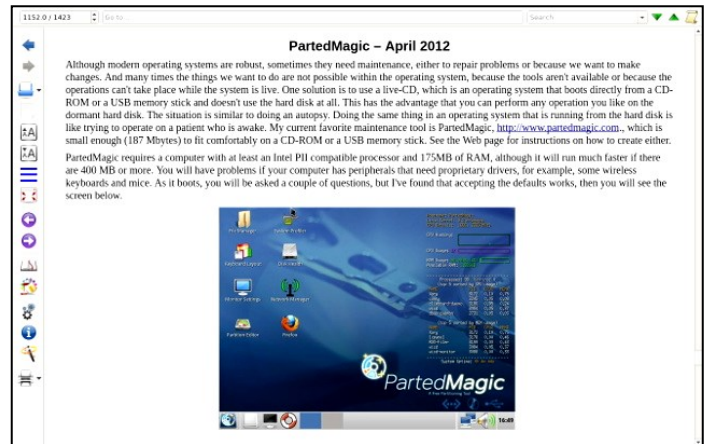 1152.0 / 1423
Go to...
Search
PartedMagic – April 2012
Although modern operating systems are robust, sometimes they need maintenance, either to repair problems or because we want to make
changes. And many times the things we want to do are not possible within the operating system, because the tools aren't available or because the
operations can't take place while the system is live. One solution is to use a live-CD, which is an operating system that boots directly from a CD-
ROM or a USB memory stick and doesn't use the hard disk at all. This has the advantage that you can perform any operation you like on the
dormant hard disk. The situation is similar to doing an autopsy. Doing the same thing in an operating system that is running from the hard disk is
like trying to operate on a patient who is awake. My current favorite maintenance tool is PartedMagic, http://www.partedmagic.com., which is
small enough (187 Mbytes) to fit comfortably on a CD-ROM or a USB memory stick. See the Web page for instructions on how to create either.
PartedMagic requires a computer with at least an Intel PII compatible processor and 175MB of RAM, although it will run much faster if there
are 400 MB or more. You will have problems if your computer has peripherals that need proprietary drivers, for example, some wireless
keyboards and mice. As it boots, you will be asked a couple of questions, but I've found that accepting the defaults works, then you will see the
screen below.
File Manager
System Profiler
Keyboard Layout
Monitor Settings
Network Manager
Partition Editor
Firefox
PartedMagic
16:49